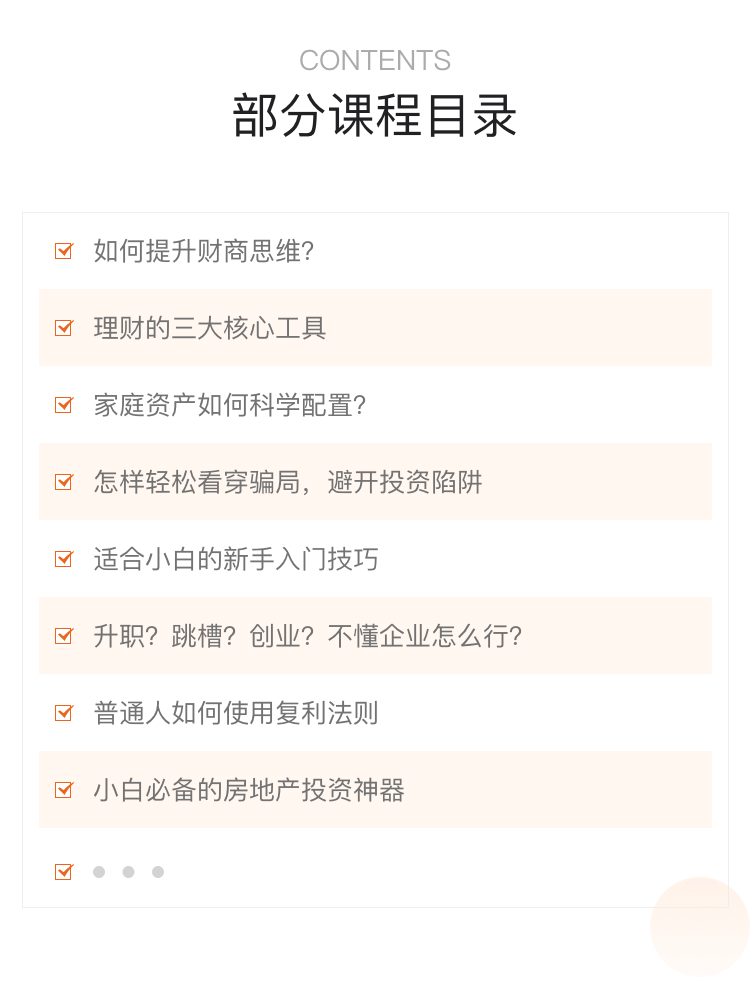 CONTENTS
部分课程目录
如何提升财商思维?
理财的三大核心工具
家庭资产如何科学配置?
怎样轻松看穿骗局，避开投资陷阱
适合小白的新手入门技巧
升职？跳槽？创业？不懂企业怎么行?
普通人如何使用复利法则
小白必备的房地产投资神器